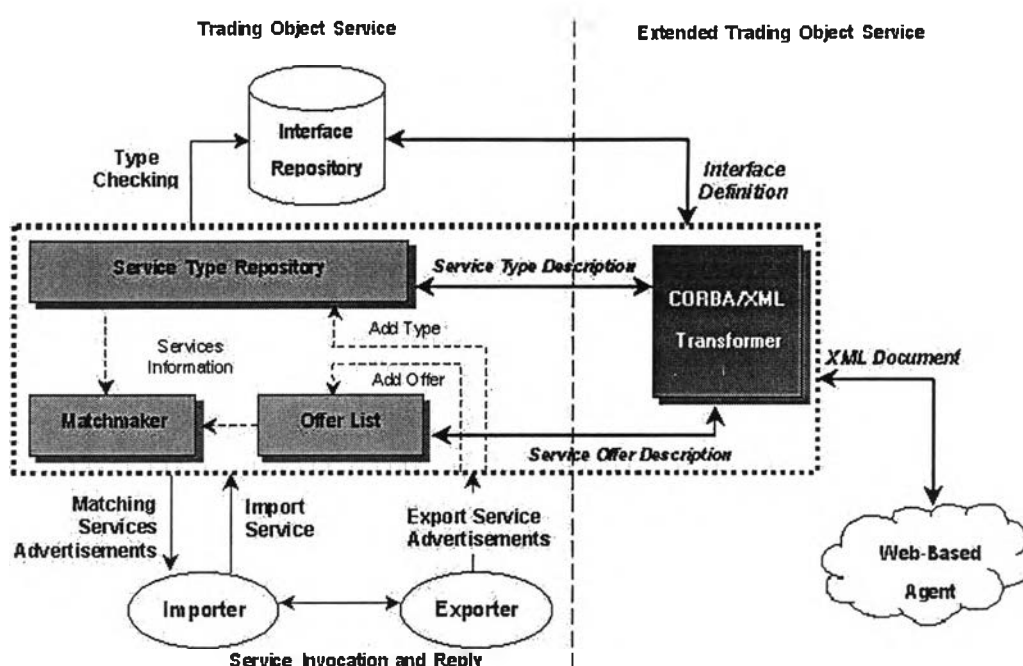 Trading Object Service
Extended Trading Object Service
Interface
Repository
Type
Checking
Interface
Definition
Service Type Repository
Service Type Description
CORBA/XML
Transformer
Add Type
Services
Information
Add Offer
XML Document
Matchmaker
Offer List
Service Offer Description
Matching
Services
Advertisements
Import
Service
Export Service
Advertisements
Web-Based
Agent
Importer
Exporter
Service Invocation and Reply